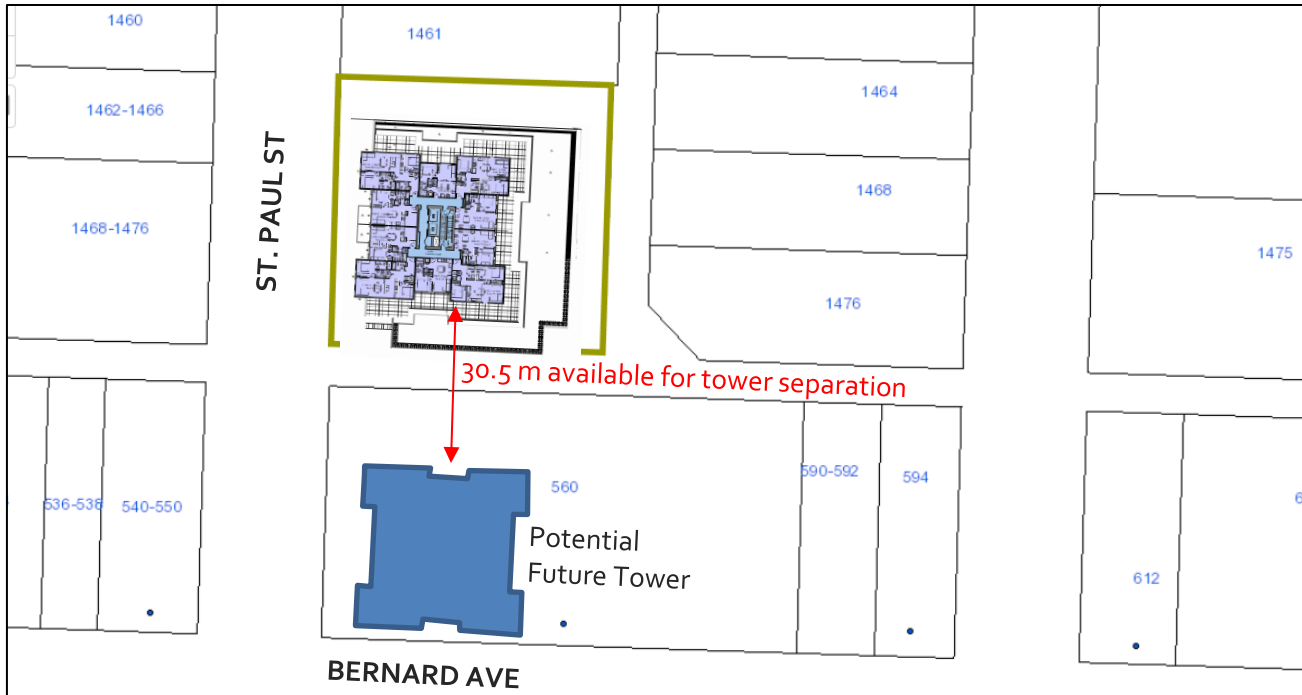 1460
1461
1462-1466
1464
1468
1468-1476
ST. PAUL ST
1475
1476
30.5 m available for tower separation
536-538
540-550
560
590-592
594
Potential
Future Tower
612
BERNARD AVE